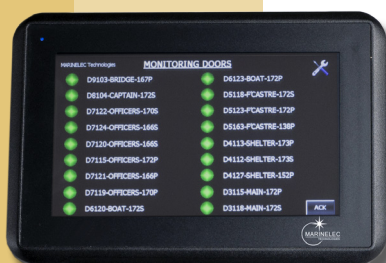 MARINELEC Technologies
MONITORING DOORS
D9103-BRIDGE-167P
D8104-CAPTAIN-172S
D7122-OFFICERS-170S
D7124-OFFICERS-166S
D7120-OFFICERS-166S
D7115-OFFICERS-172P
D7121-OFFICERS-166P
D7119-OFFICERS-170P
D6120-BOAT-172S
D6123-BOAT-172P
D5118-F'CASTRE-172S
D5123-F'CASTRE-172P
D5163-F'CASTRE-138P
D4113-SHELTER-173P
D4112-SHELTER-173S
D4127-SHELTER-152P
D3115-MAIN-172P
D3118-MAIN-172S
ACK
MARINELEC